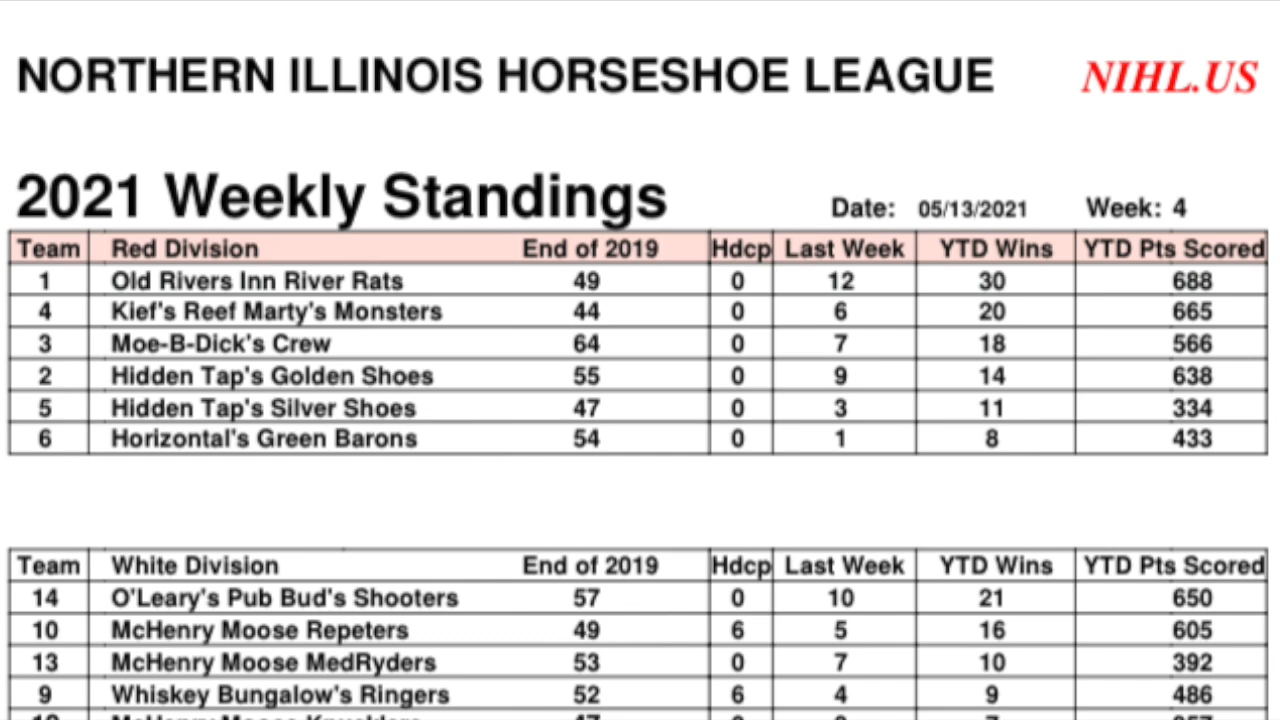 NORTHERN ILLINOIS HORSESHOE LEAGUE NIHL.US
2021 Weekly Standings Date: 05/13/2021 Week: 4
Team Red Division End of 2019 Hdcp Last Week YTD Wins YTD Pts Scored
1 Old Rivers Inn River Rats 49 0 12 30 688
4 Kief's Reef Marty's Monsters 44 0 6 20 665
3 Moe-B-Dick's Crew 64 0 7 18 566
2 Hidden Tap's Golden Shoes 55 0 9 14 638
5 Hidden Tap's Silver Shoes 47 0 3 11 334
6 Horizontal's Green Barons 54 0 1 8 433
Team White Division End of 2019 Hdcp Last Week YTD Wins YTD Pts Scored
14 O'Leary's Pub Bud's Shooters 57 0 10 21 650
10 McHenry Moose Repeters 49 6 5 16 605
13 McHenry Moose MedRyders 53 0 7 10 392
9 Whiskey Bungalow's Ringers 52 6 4 9 486
McHenry Moose